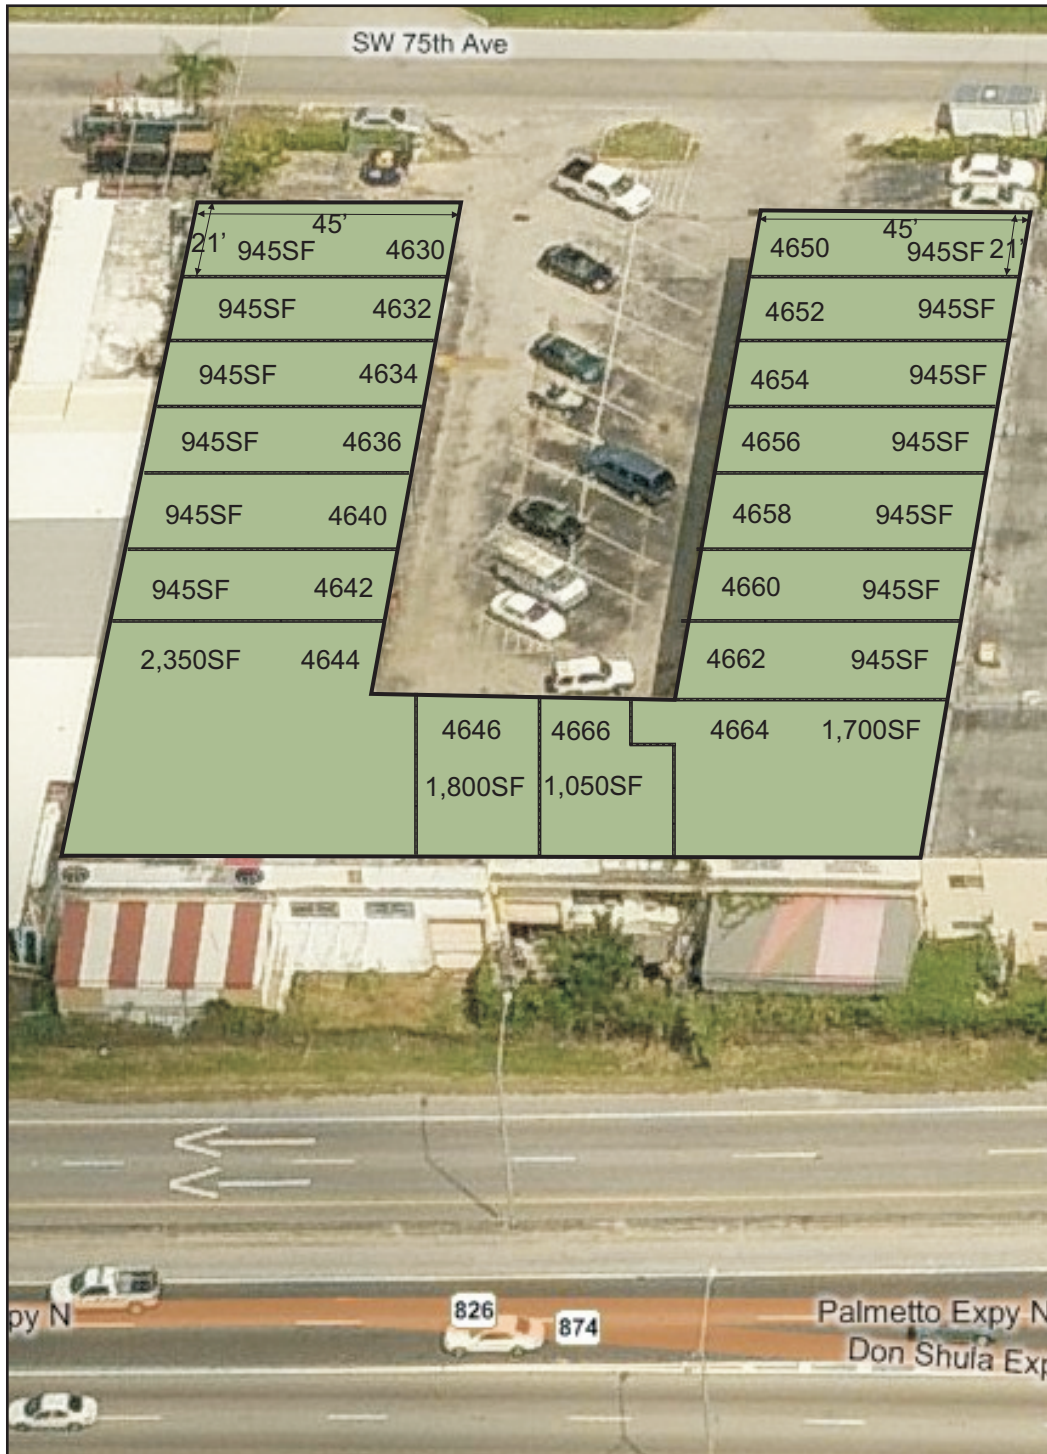 SW 75th Ave
45'
21' 945SF 4630
945SF 4632
945SF 4634
945SF 4636
945SF 4640
945SF 4642
2,350SF 4644
45'
4650 945SF 21'
4652 945SF
4654 945SF
4656 945SF
4658 945SF
4660 945SF
4662 945SF
4646
1,800SF
4666
1,050SF
4664 1,700SF
py N
826
874
Palmetto Expy N
Don Shula Exp